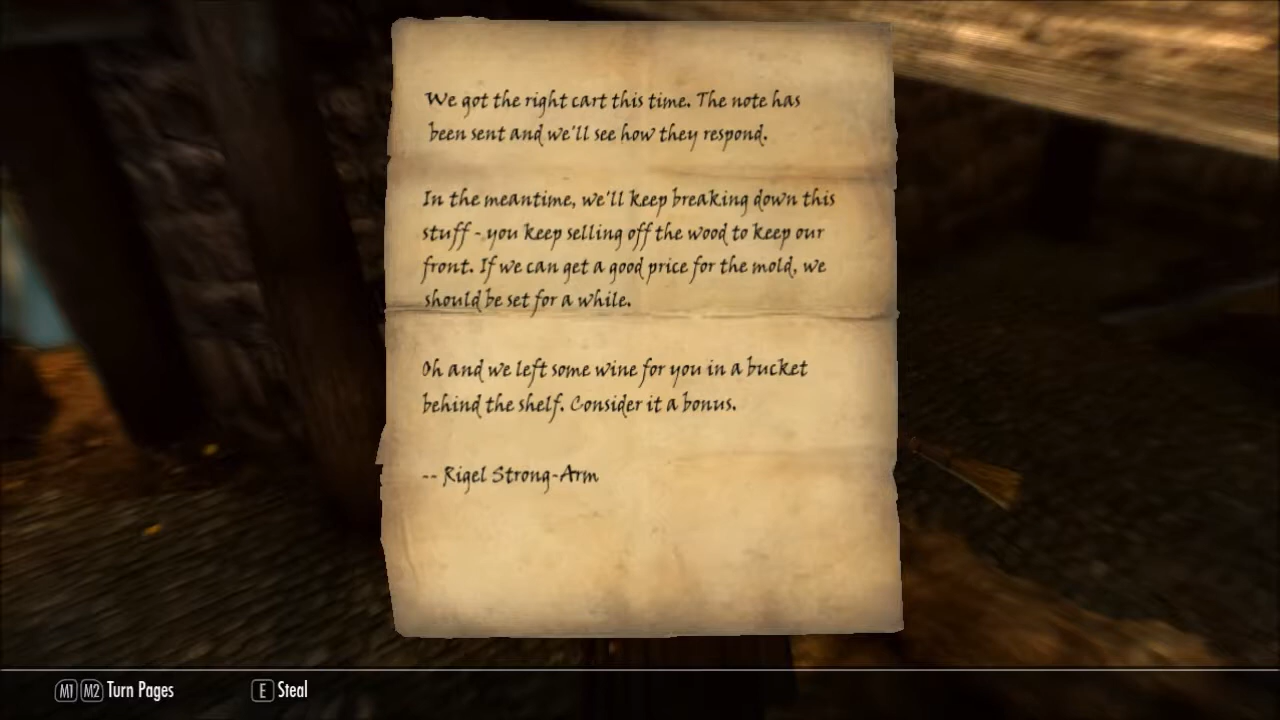 We got the right cart this time. The note has
been sent and we'll see how they respond.
In the meantime, we'll keep breaking down this
stuff - you keep selling off the wood to keep our
front. If we can get a good price for the mold, we
should be set for a while.
Oh and we left some wine for you in a bucket
behind the shelf. Consider it a bonus.
-- Rigel Strong-Arm
M1 M2 Turn Pages
E Steal